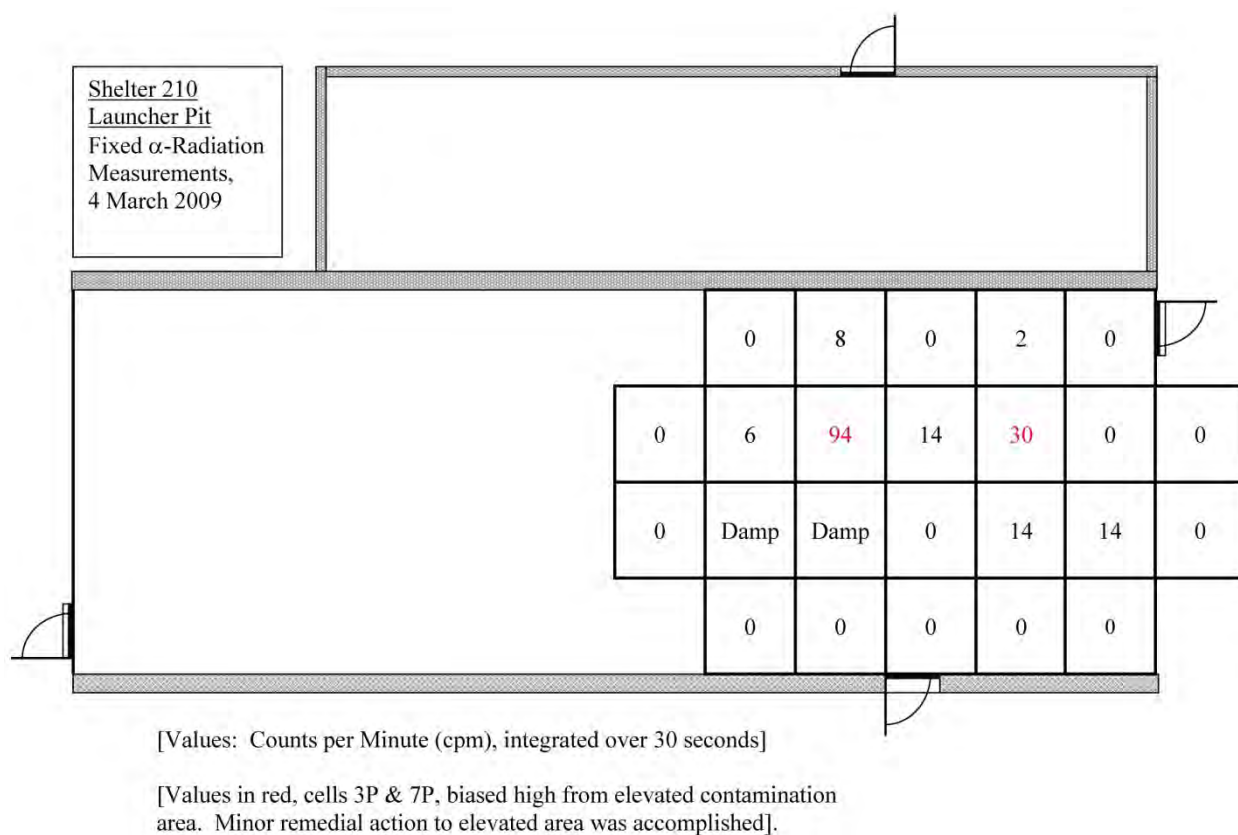 Shelter 210
Launcher Pit
Fixed α-Radiation
Measurements,
4 March 2009
0 8 0 2 0
0 6 94 14 30 0 0
0 Damp Damp 0 14 14 0
0 0 0 0 0
[Values:  Counts per Minute (cpm), integrated over 30 seconds]
[Values in red, cells 3P & 7P, biased high from elevated contamination
area.  Minor remedial action to elevated area was accomplished].